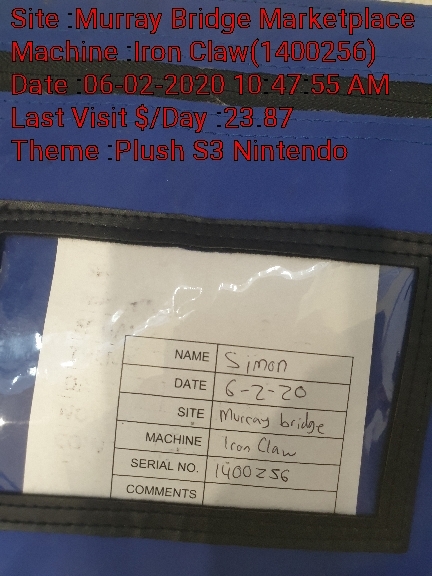 Site :Murray Bridge Marketplace
Machine :Iron Claw(1400256)
Date :06-02-2020 10:47:55 AM
Last Visit $/Day :23.87
Theme :Plush S3 Nintendo
NAME Simon
DATE 6-2-20
SITE Murray bridge
MACHINE Iron Claw
SERIAL NO. 1400256
COMMENTS